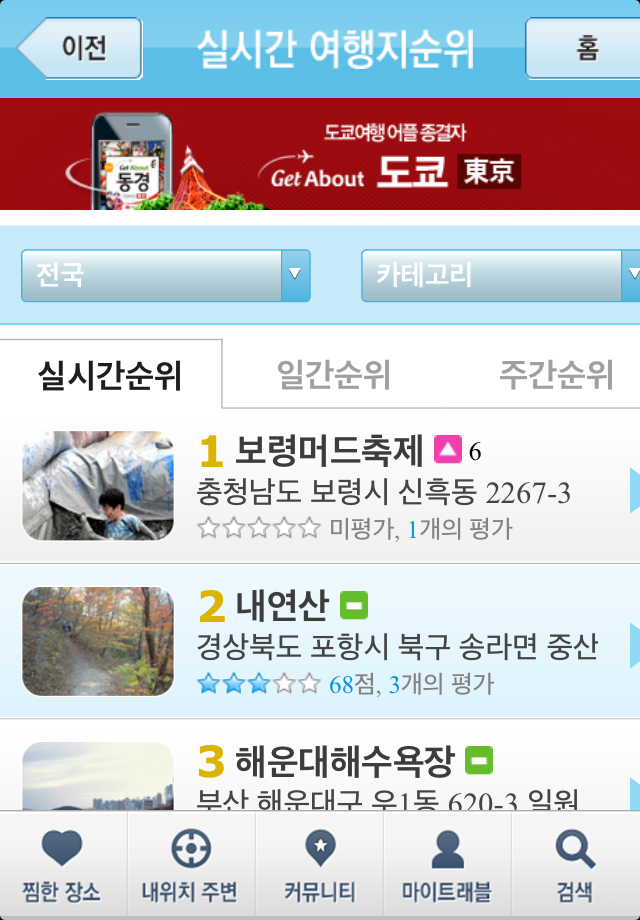 이전
실시간 여행지순위
홈
도쿄여행 어플 종결자
Get About 도쿄 東京
Get About
동경
전국
카테고리
실시간순위
일간순위
주간순위
1 보령머드축제 6
충청남도 보령시 신흑동 2267-3
미평가, 1개의 평가
2 내연산
경상북도 포항시 북구 송라면 중산
68점, 3개의 평가
3 해운대해수욕장
부산 해운대구 우1동 620-3 일원
찜한 장소
내위치 주변
커뮤니티
마이트래블
검색